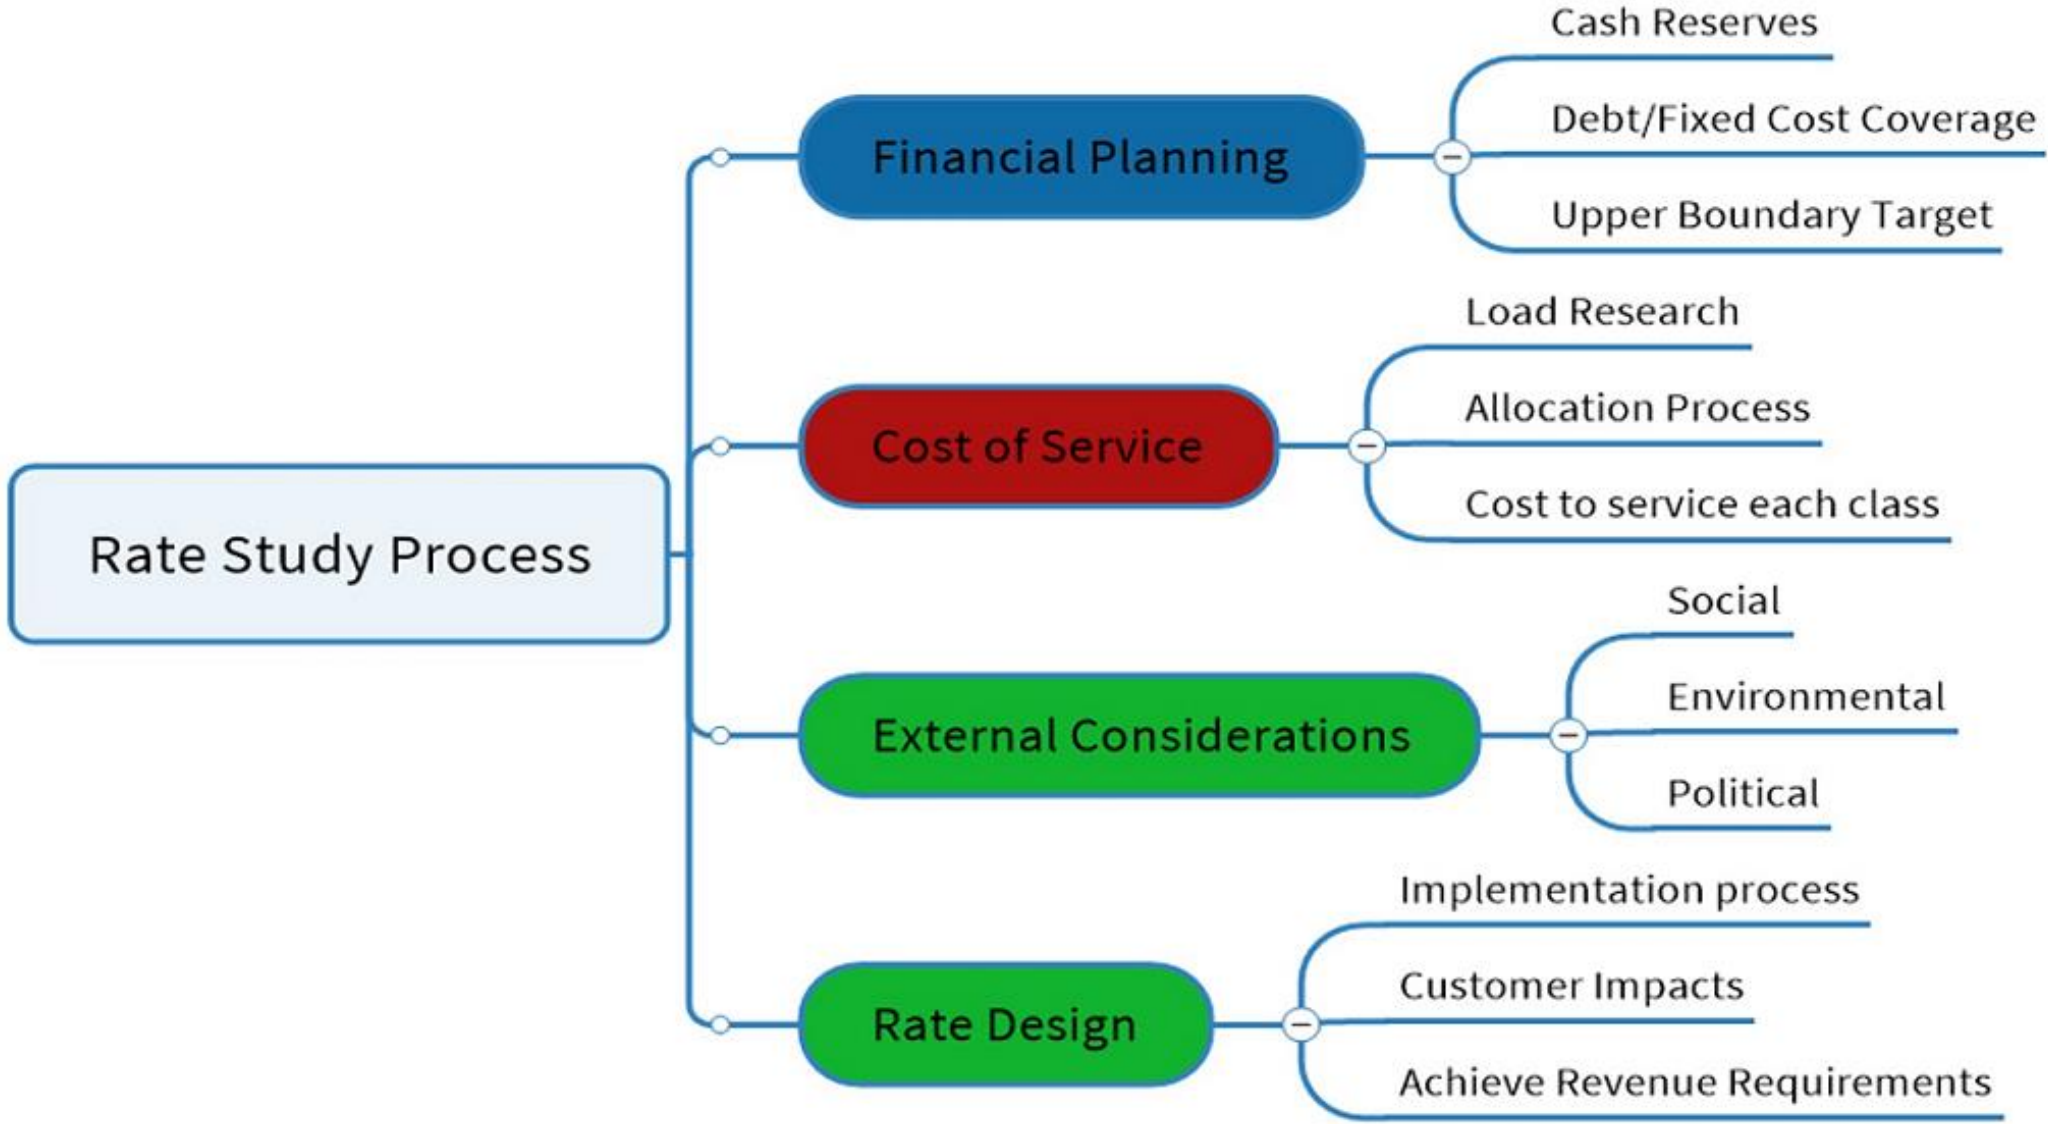 Rate Study Process
Financial Planning
Cash Reserves
Debt/Fixed Cost Coverage
Upper Boundary Target
Cost of Service
Load Research
Allocation Process
Cost to service each class
External Considerations
Social
Environmental
Political
Rate Design
Implementation process
Customer Impacts
Achieve Revenue Requirements